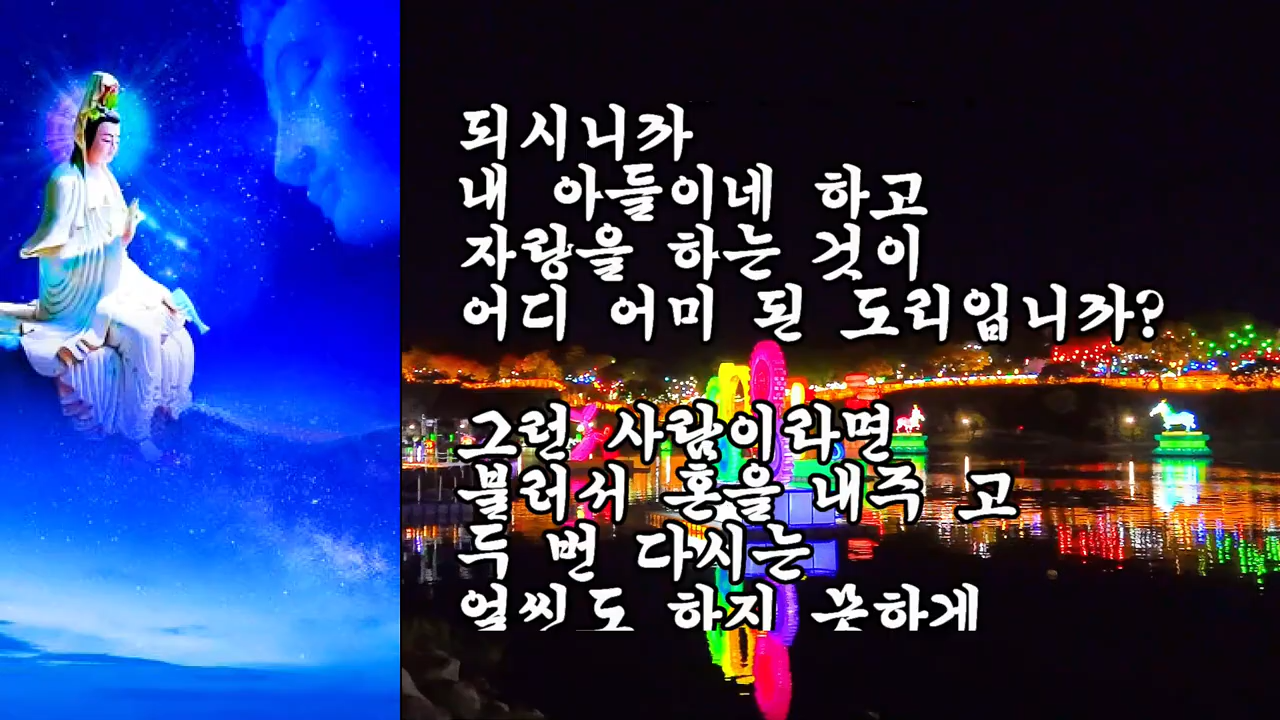 되시니까
내 아들이네 하고
자랑을 하는 것이
어디 어미 된 도리입니까?
그런 사람이라면
불러서 혼을 내주 고
두 번 다시는
얼씬도 하지 못하게